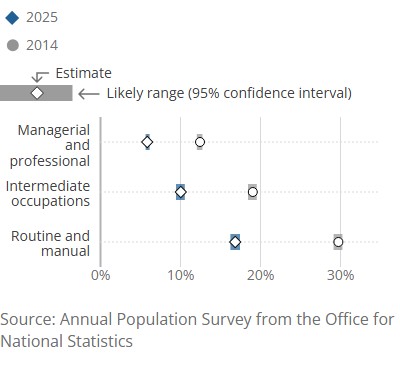 2025
2014
Estimate
Likely range (95% confidence interval)
Managerial
and
professional
Intermediate
occupations
Routine and
manual
0%
10%
20%
30%
Source: Annual Population Survey from the Office for
National Statistics